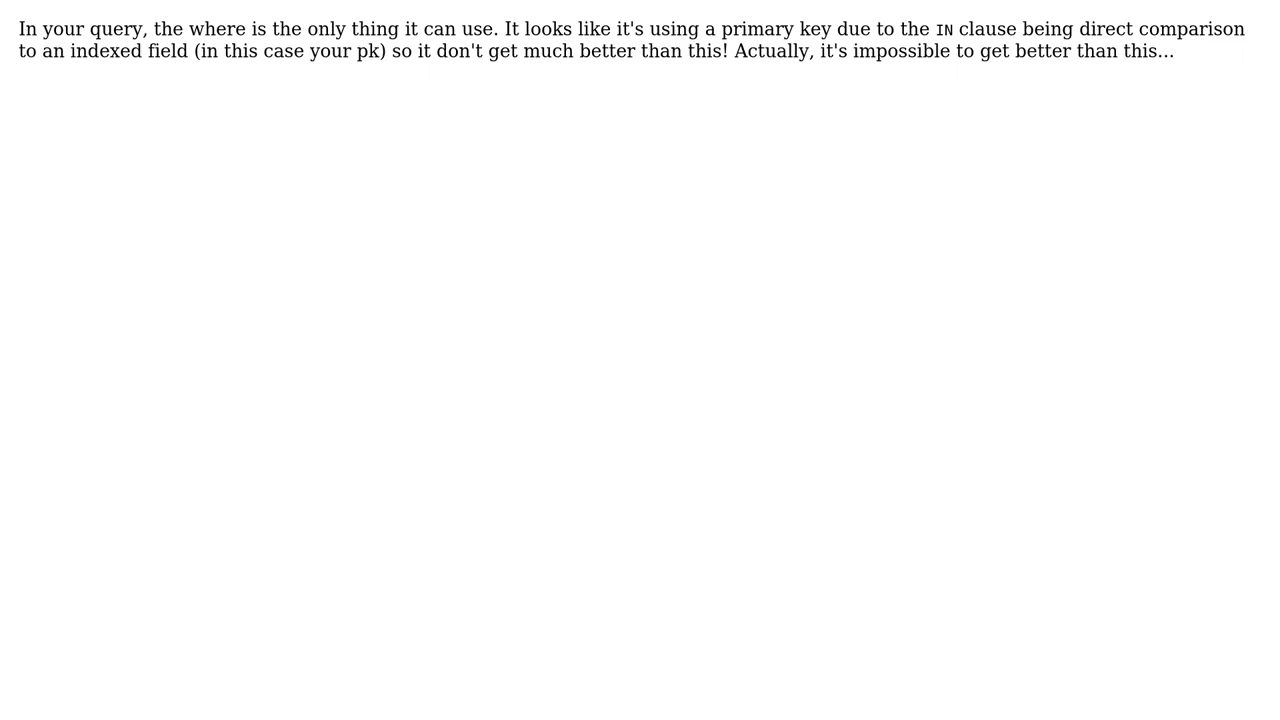 In your query, the where is the only thing it can use. It looks like it's using a primary key due to the IN clause being direct comparison
to an indexed field (in this case your pk) so it don't get much better than this! Actually, it's impossible to get better than this...